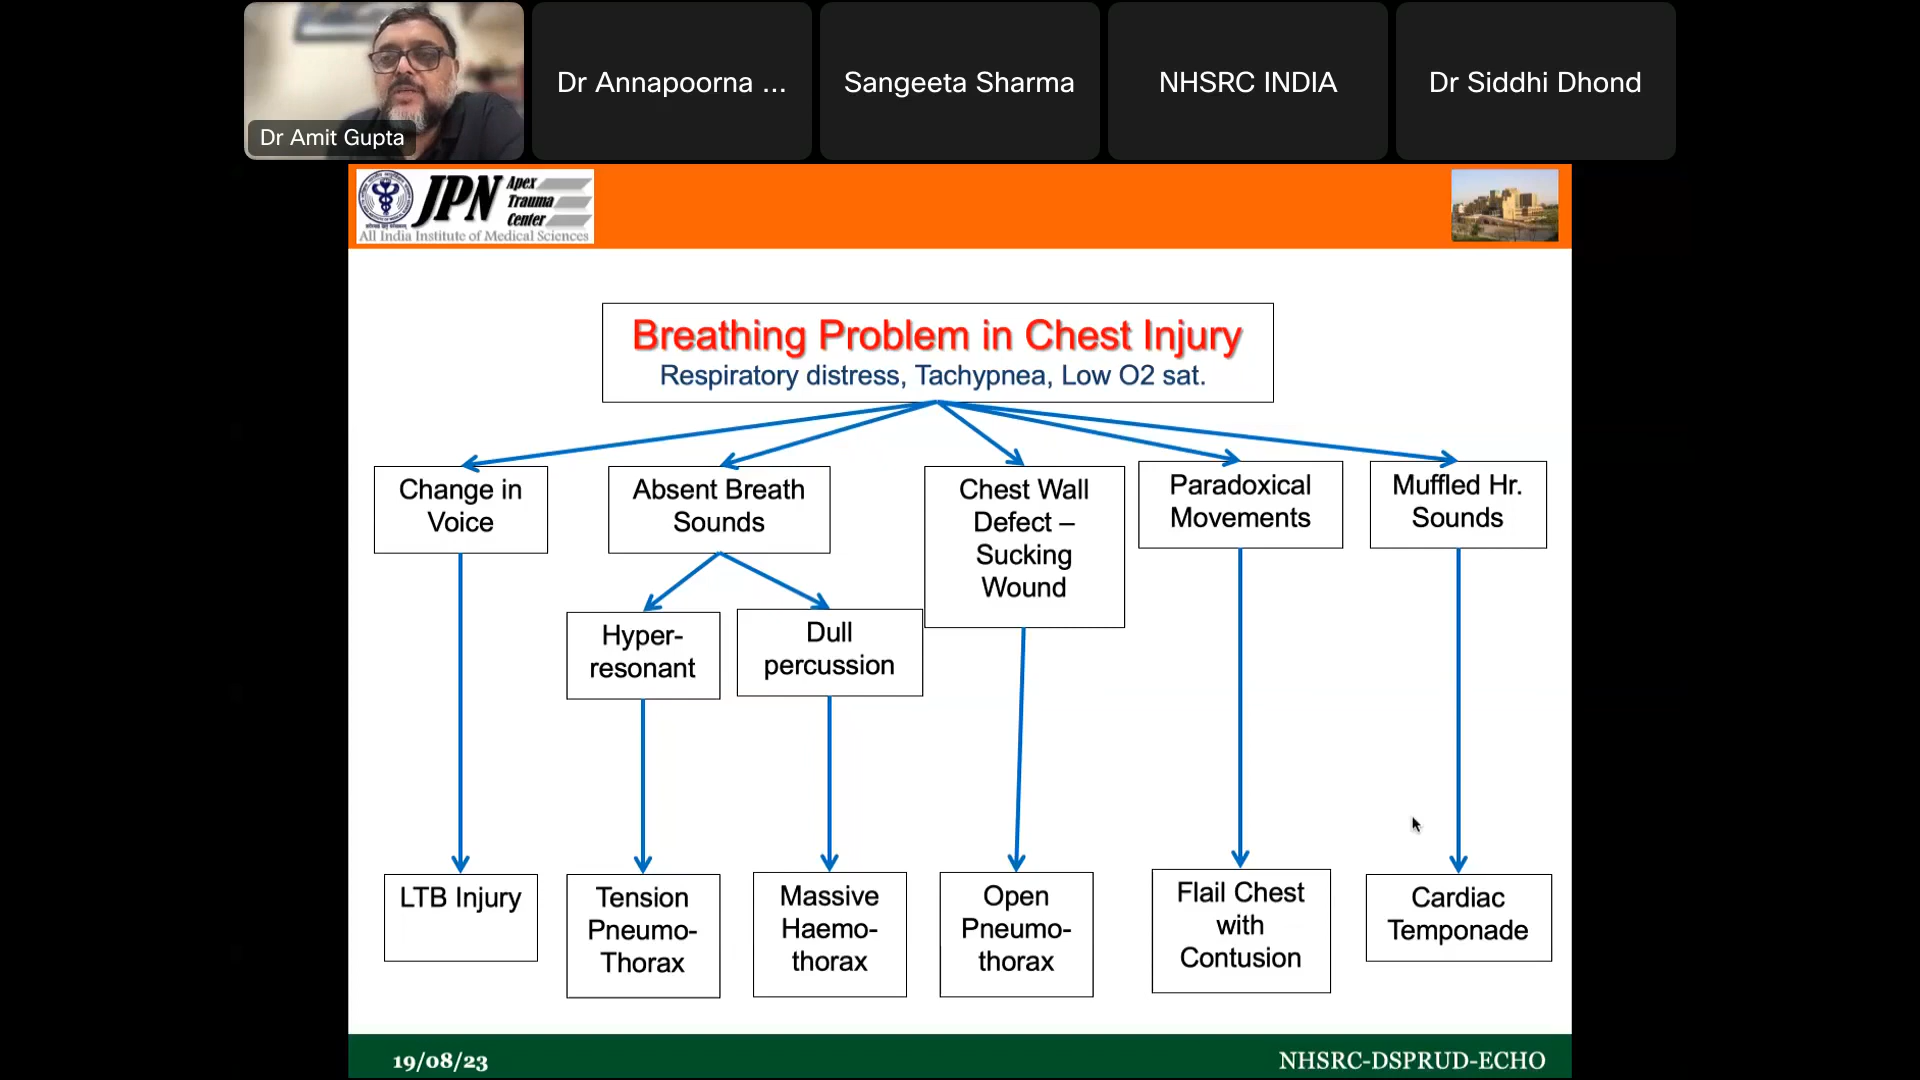 Dr Amit Gupta
Dr Annapoorna ...
Sangeeta Sharma
NHSRC INDIA
Dr Siddhi Dhond
JPN
Apex
Trauma
Center
All India Institute of Medical Sciences
Breathing Problem in Chest Injury
Respiratory distress, Tachypnea, Low O2 sat.
Change in
Voice
Absent Breath
Sounds
Chest Wall
Defect –
Sucking
Wound
Paradoxical
Movements
Muffled Hr.
Sounds
Hyper-
resonant
Dull
percussion
LTB Injury
Tension
Pneumo-
Thorax
Massive
Haemo-
thorax
Open
Pneumo-
thorax
Flail Chest
with
Contusion
Cardiac
Temponade
19/08/23
NHSRC-DSPRUD-ECHO